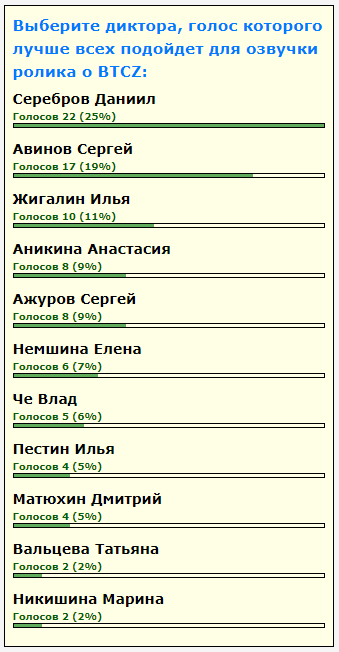 Выберите диктора, голос которого
лучше всех подойдет для озвучки
ролика о BTCZ:
Серебров Даниил
Голосов 22 (25%)
Авинов Сергей
Голосов 17 (19%)
Жигалин Илья
Голосов 10 (11%)
Аникина Анастасия
Голосов 8 (9%)
Ажуров Сергей
Голосов 8 (9%)
Немшина Елена
Голосов 6 (7%)
Че Влад
Голосов 5 (6%)
Пестин Илья
Голосов 4 (5%)
Матюхин Дмитрий
Голосов 4 (5%)
Вальцева Татьяна
Голосов 2 (2%)
Никишина Марина
Голосов 2 (2%)